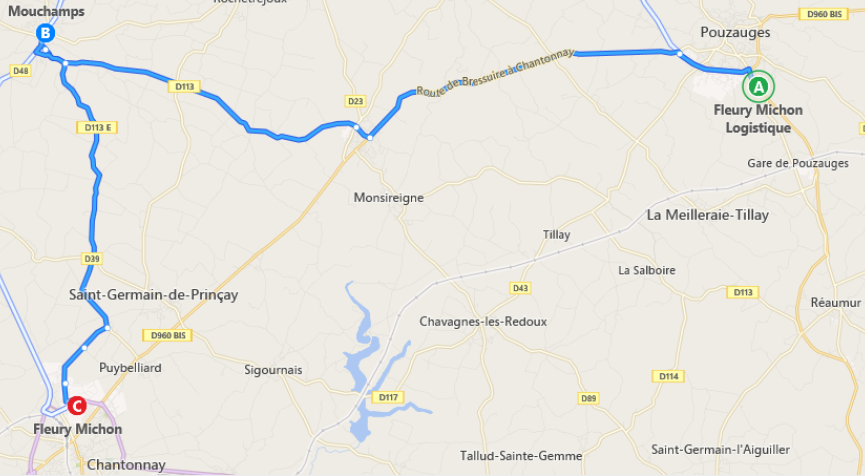 Rochetrejoux
Mouchamps
B
D960 BIS
Pouzauges
D48
D113
Route de Bressuire à Chantonnay
A
D23
Fleury Michon
Logistique
D113 E
Gare de Pouzauges
Monsireigne
La Meilleraie-Tillay
Tillay
D39
La Salboire
Saint-Germain-de-Prinçay
D43
D113
Réaumur
Chavagnes-les-Redoux
D960 BIS
Puybelliard
Sigournais
D114
D117
D89
C
Fleury Michon
Tallud-Sainte-Gemme
Saint-Germain-l'Aiguiller
Chantonnay